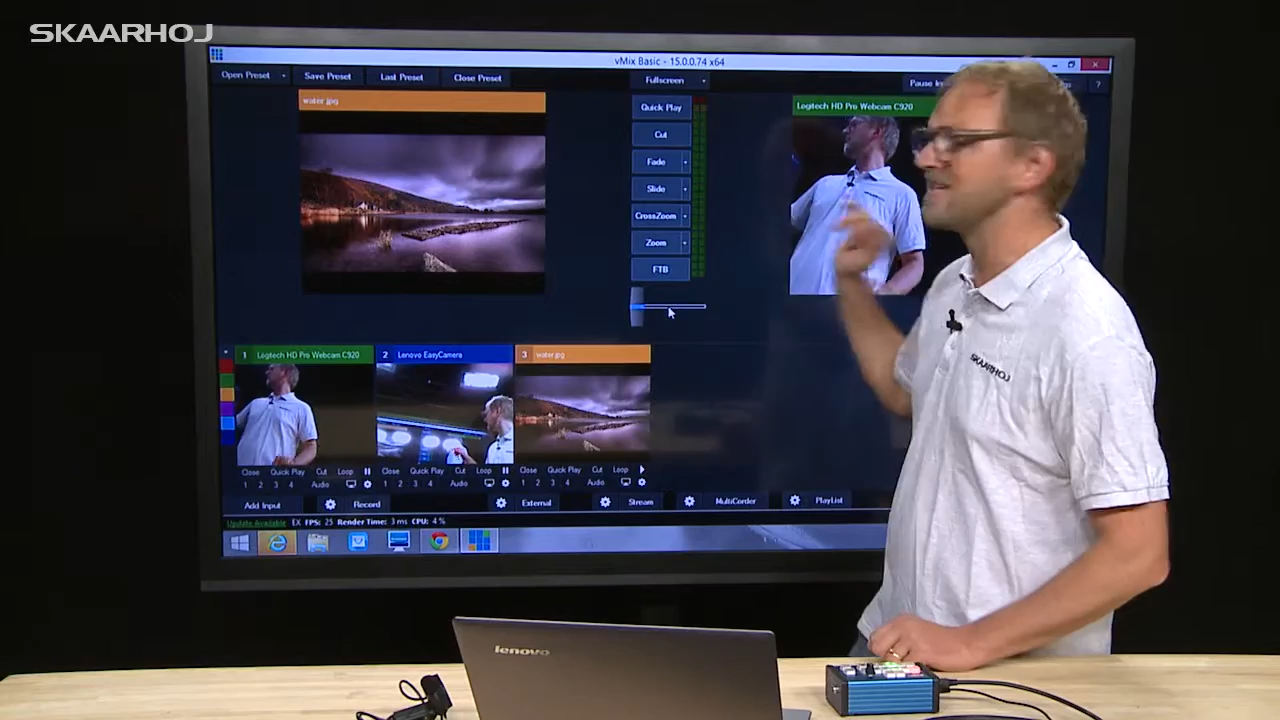 SKAARHOJ
vMix Basic - 15.0.0.74 x64
Open Preset
Save Preset
Last Preset
Close Preset
Fullscreen
Pause
?
water.jpg
Quick Play
Cut
Fade
Slide
CrossZoom
Zoom
FTB
Logitech HD Pro Webcam C920
1 Logitech HD Pro Webcam C920
2 Lenovo EasyCamera
3 water.jpg
Close Quick Play Cut Loop
1 2 3 4 Audio
Close Quick Play Cut Loop
1 2 3 4 Audio
Close Quick Play Cut Loop
1 2 3 4 Audio
Add Input
Record
External
Stream
MultiCorder
PlayList
Update Available EX FPS: 25 Render Time: 3 ms CPU: 4 %
SKAARHOJ
lenovo